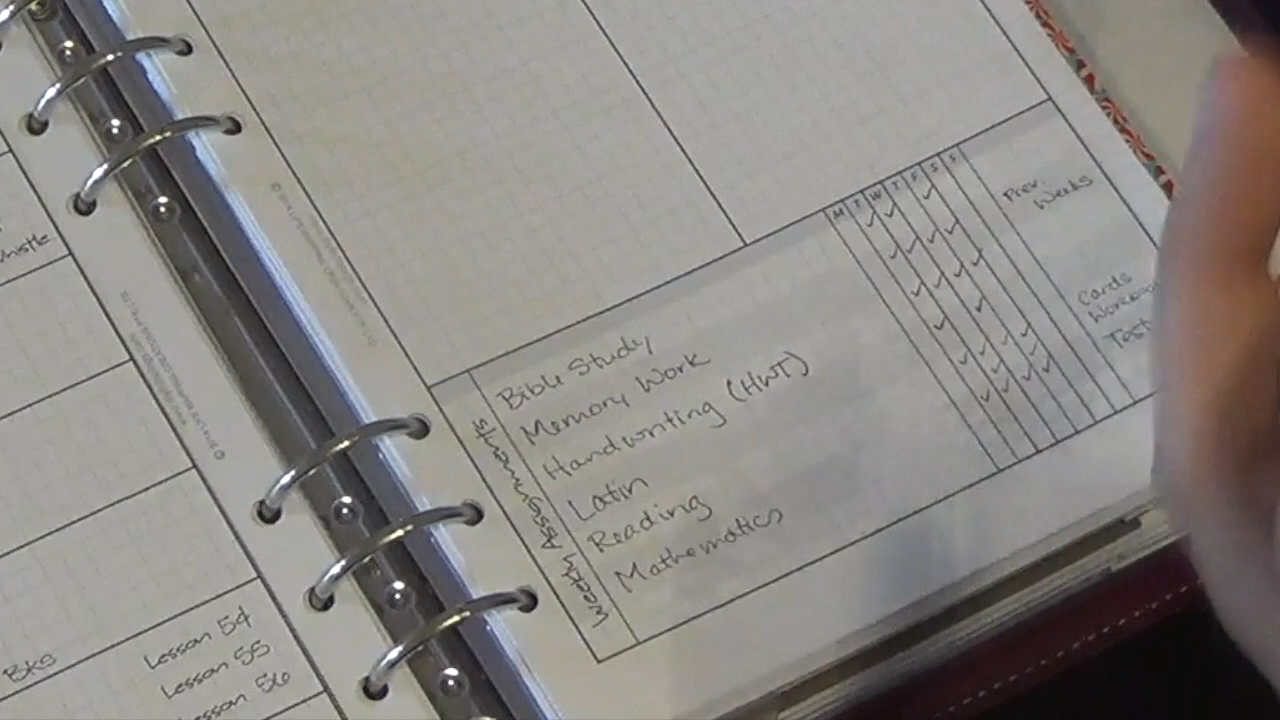 whistle
Bks
Lesson 54
Lesson 55
Lesson 56
Weekly Assignments
M T W T F S S
Prev. Weeks
Bible Study
Memory Work
Handwriting (HWT)
Latin
Cards
Reading
Mathematics
Test